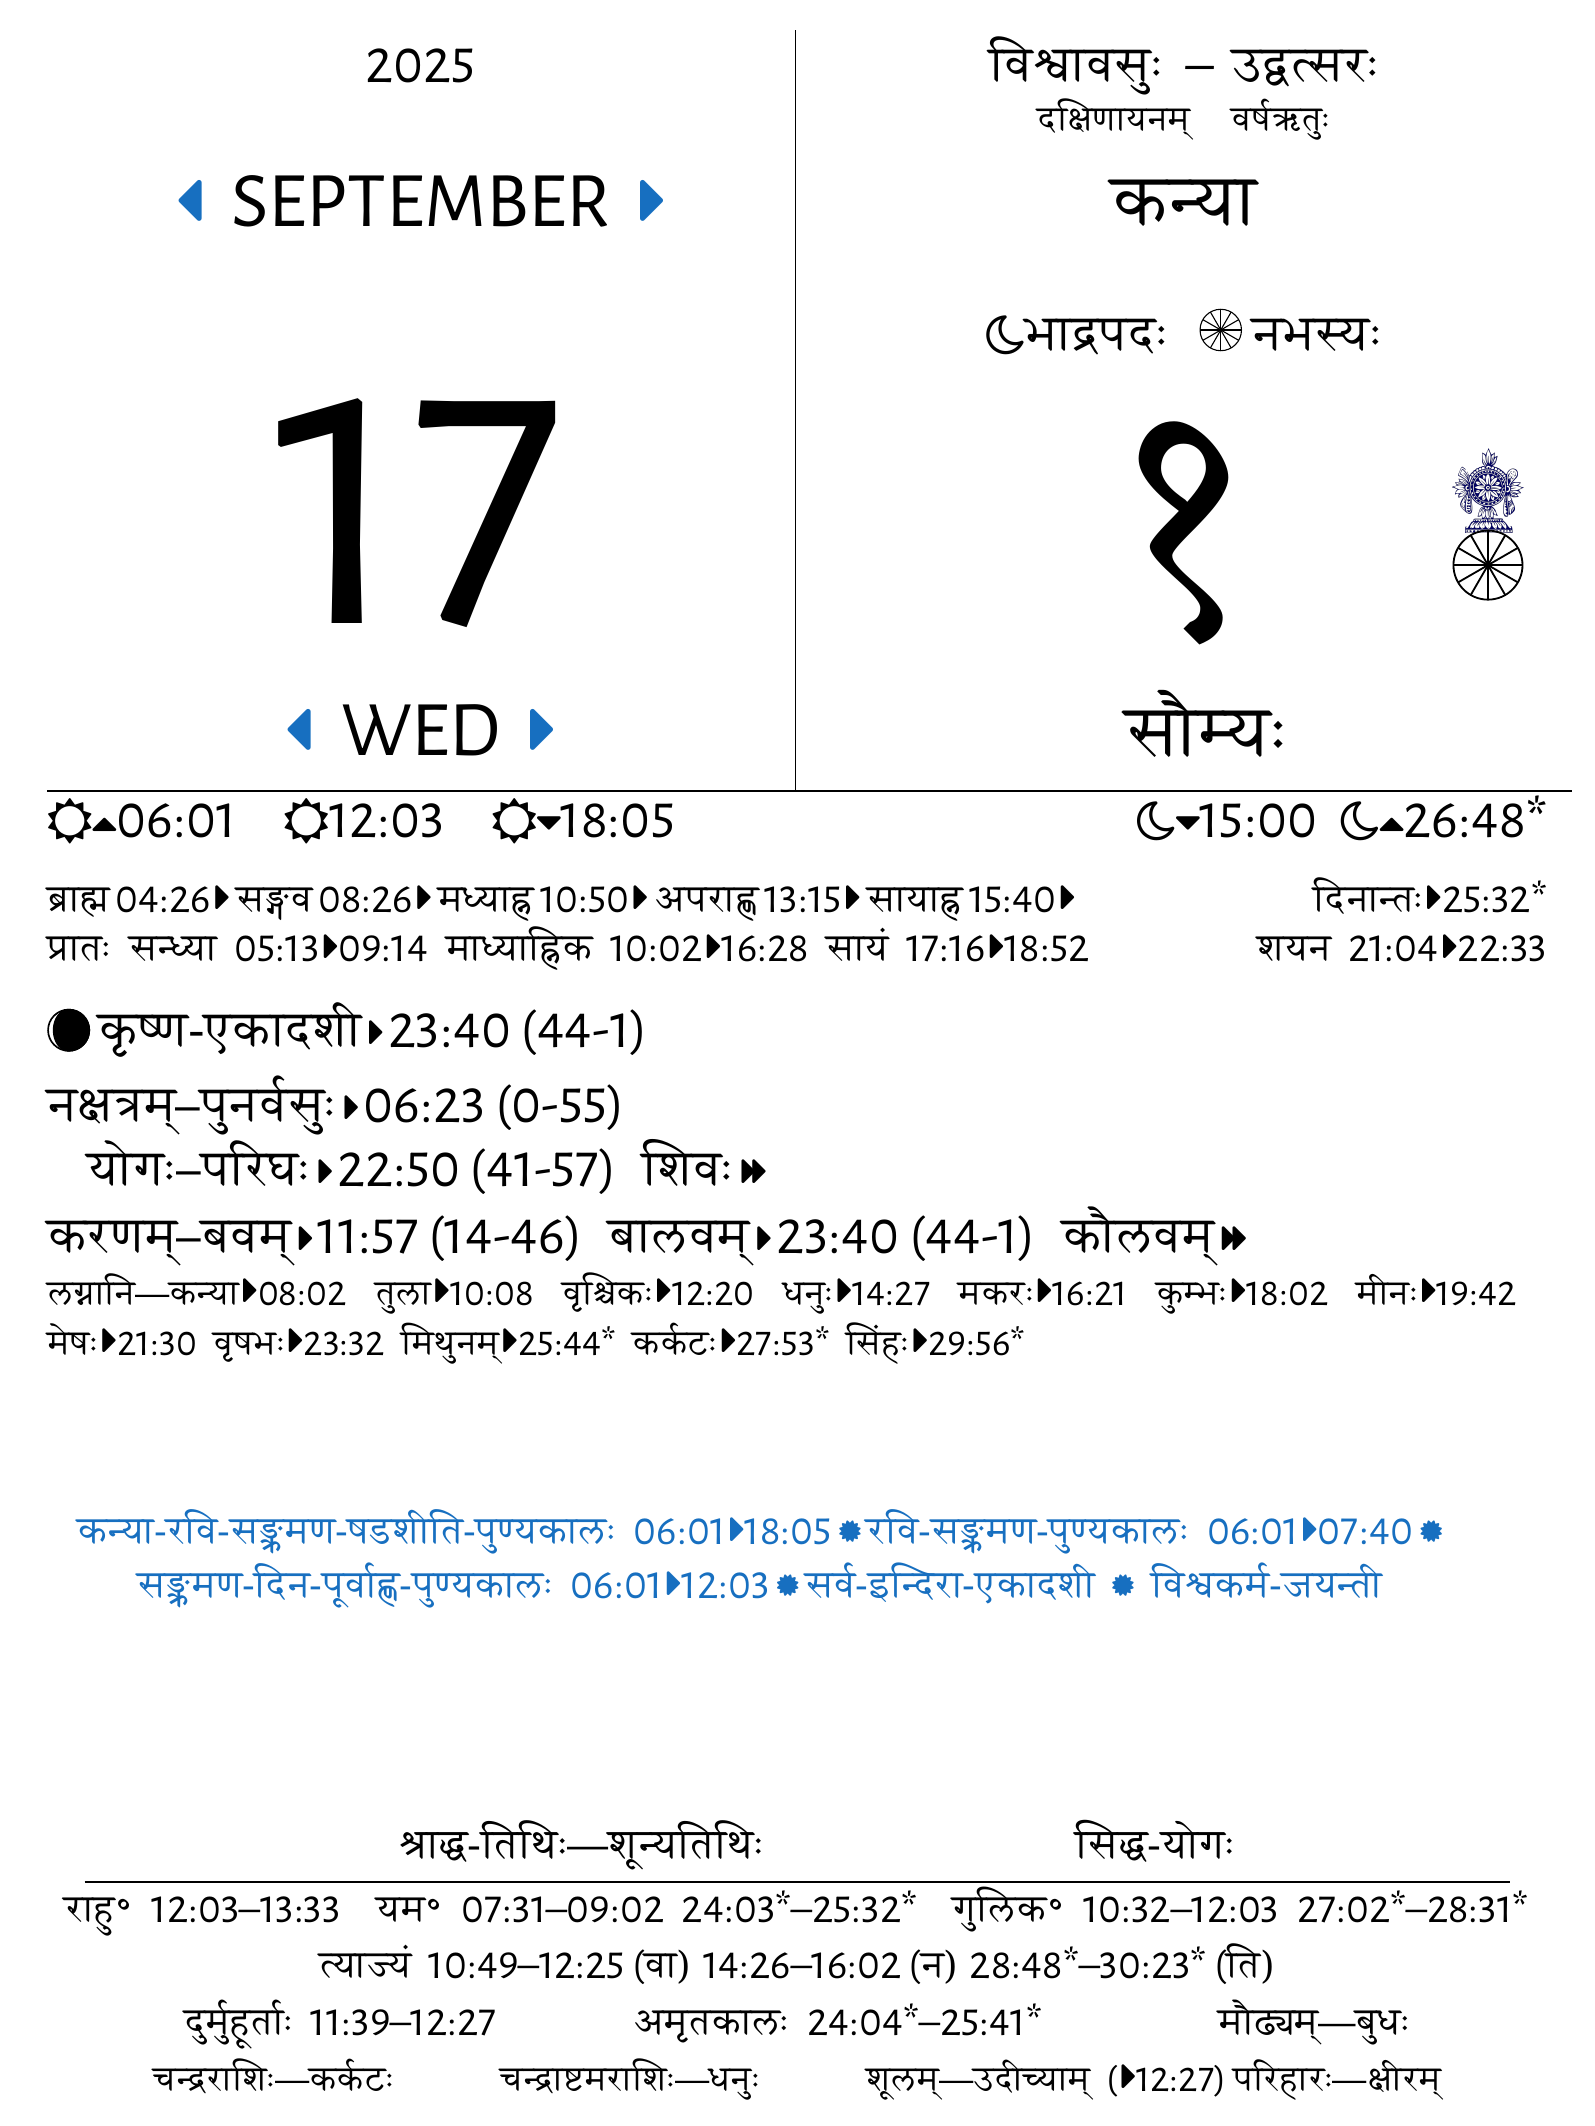 2025
SEPTEMBER
17
WED
विश्वावसुः – उद्वत्सरः
दक्षिणायनम् वर्षऋतुः
कन्या
भाद्रपदः नभस्यः
१
सौम्यः
06:01 12:03 18:05 15:00 26:48*
ब्राह्म 04:26 सङ्गव 08:26 मध्याह्न 10:50 अपराह्ण 13:15 सायाह्न 15:40 दिनान्तः 25:32*
प्रातः सन्ध्या 05:13 09:14 माध्याह्निक 10:02 16:28 सायं 17:16 18:52 शयन 21:04 22:33
कृष्ण-एकादशी 23:40 (44-1)
नक्षत्रम्–पुनर्वसुः 06:23 (0-55)
योगः–परिघः 22:50 (41-57) शिवः
करणम्–बवम् 11:57 (14-46) बालवम् 23:40 (44-1) कौलवम्
लग्नानि—कन्या 08:02 तुला 10:08 वृश्चिकः 12:20 धनुः 14:27 मकरः 16:21 कुम्भः 18:02 मीनः 19:42
मेषः 21:30 वृषभः 23:32 मिथुनम् 25:44* कर्कटः 27:53* सिंहः 29:56*
कन्या-रवि-सङ्क्रमण-षडशीति-पुण्यकालः 06:01 18:05 रवि-सङ्क्रमण-पुण्यकालः 06:01 07:40
सङ्क्रमण-दिन-पूर्वाह्ण-पुण्यकालः 06:01 12:03 सर्व-इन्दिरा-एकादशी विश्वकर्म-जयन्ती
श्राद्ध-तिथिः—शून्यतिथिः सिद्ध-योगः
राहु॰ 12:03–13:33 यम॰ 07:31–09:02 24:03*–25:32* गुलिक॰ 10:32–12:03 27:02*–28:31*
त्याज्यं 10:49–12:25 (वा) 14:26–16:02 (न) 28:48*–30:23* (ति)
दुर्मुहूर्ताः 11:39–12:27 अमृतकालः 24:04*–25:41* मौढ्यम्—बुधः
चन्द्रराशिः—कर्कटः चन्द्राष्टमराशिः—धनुः शूलम्—उदीच्याम् (12:27) परिहारः—क्षीरम्